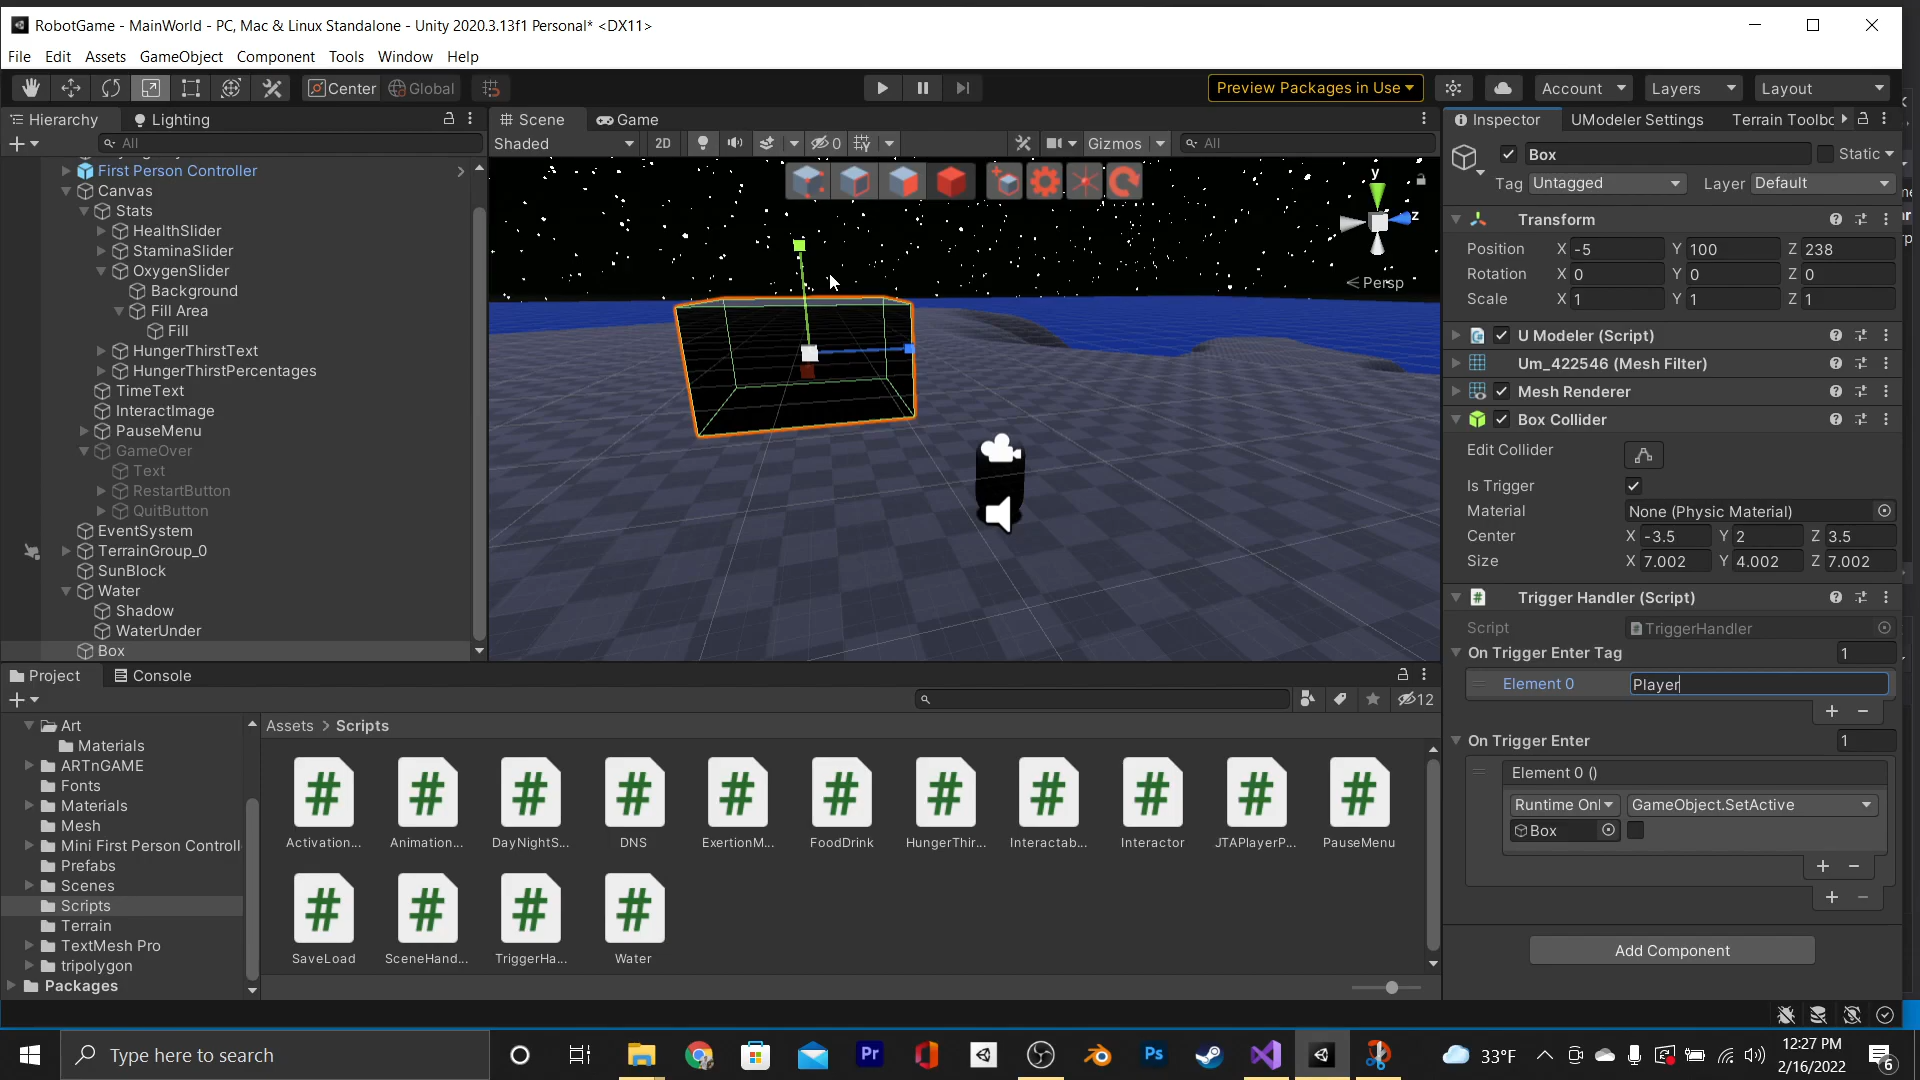 RobotGame - MainWorld - PC, Mac & Linux Standalone - Unity 2020.3.13f1 Personal* <DX11>
File Edit Assets GameObject Component Tools Window Help
Center Global Preview Packages in Use Account Layers Layout
Hierarchy Lighting
All
First Person Controller
Canvas
Stats
HealthSlider
StaminaSlider
OxygenSlider
Background
Fill Area
Fill
HungerThirstText
HungerThirstPercentages
TimeText
InteractImage
PauseMenu
GameOver
Text
RestartButton
QuitButton
EventSystem
TerrainGroup_0
SunBlock
Water
Shadow
WaterUnder
Box
Scene Game
Shaded 2D 0 Gizmos All
y
z
Persp
Inspector UModeler Settings Terrain Toolbo
Box Static
Tag Untagged Layer Default
Transform
Position X -5 Y 100 Z 238
Rotation X 0 Y 0 Z 0
Scale X 1 Y 1 Z 1
U Modeler (Script)
Um_422546 (Mesh Filter)
Mesh Renderer
Box Collider
Edit Collider
Is Trigger
Material None (Physic Material)
Center X -3.5 Y 2 Z 3.5
Size X 7.002 Y 4.002 Z 7.002
Trigger Handler (Script)
Script TriggerHandler
On Trigger Enter Tag 1
Element 0 Player
On Trigger Enter 1
Element 0 ()
Runtime Onl GameObject.SetActive
Box
Add Component
Project Console
12
Art
Materials
ARTnGAME
Fonts
Materials
Mesh
Mini First Person Controll
Prefabs
Scenes
Scripts
Terrain
TextMesh Pro
tripolygon
Packages
Assets > Scripts
Activation... Animation... DayNightS... DNS ExertionM... FoodDrink HungerThir... Interactab... Interactor JTAPlayerP... PauseMenu
SaveLoad SceneHand... TriggerHa... Water
Type here to search
Pr
Ps
33°F
12:27 PM
2/16/2022
6